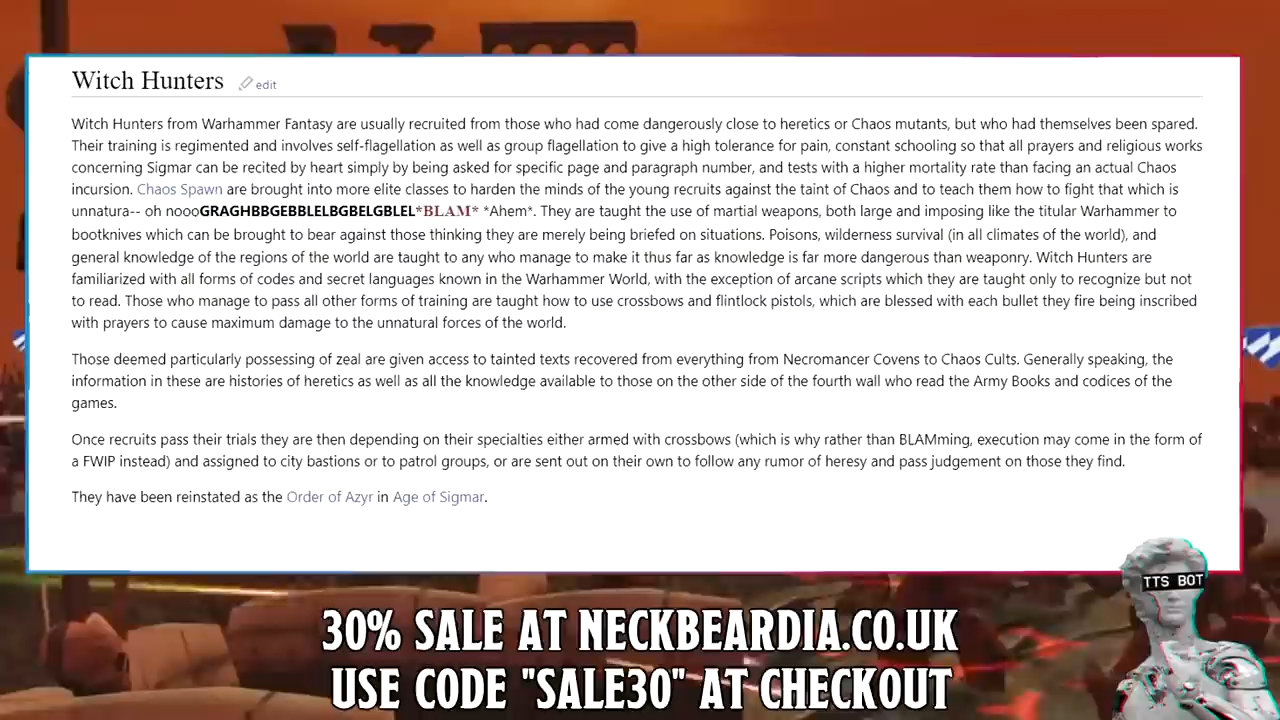 Witch Hunters edit
Witch Hunters from Warhammer Fantasy are usually recruited from those who had come dangerously close to heretics or Chaos mutants, but who had themselves been spared.
Their training is regimented and involves self-flagellation as well as group flagellation to give a high tolerance for pain, constant schooling so that all prayers and religious works
concerning Sigmar can be recited by heart simply by being asked for specific page and paragraph number, and tests with a higher mortality rate than facing an actual Chaos
incursion. Chaos Spawn are brought into more elite classes to harden the minds of the young recruits against the taint of Chaos and to teach them how to fight that which is
unnatura-- oh noooGRAGHBBGEBBLELBGBELGBLEL*BLAM* *Ahem*. They are taught the use of martial weapons, both large and imposing like the titular Warhammer to
bootknives which can be brought to bear against those thinking they are merely being briefed on situations. Poisons, wilderness survival (in all climates of the world), and
general knowledge of the regions of the world are taught to any who manage to make it thus far as knowledge is far more dangerous than weaponry. Witch Hunters are
familiarized with all forms of codes and secret languages known in the Warhammer World, with the exception of arcane scripts which they are taught only to recognize but not
to read. Those who manage to pass all other forms of training are taught how to use crossbows and flintlock pistols, which are blessed with each bullet they fire being inscribed
with prayers to cause maximum damage to the unnatural forces of the world.
Those deemed particularly possessing of zeal are given access to tainted texts recovered from everything from Necromancer Covens to Chaos Cults. Generally speaking, the
information in these are histories of heretics as well as all the knowledge available to those on the other side of the fourth wall who read the Army Books and codices of the
games.
Once recruits pass their trials they are then depending on their specialties either armed with crossbows (which is why rather than BLAMming, execution may come in the form of
a FWIP instead) and assigned to city bastions or to patrol groups, or are sent out on their own to follow any rumor of heresy and pass judgement on those they find.
They have been reinstated as the Order of Azyr in Age of Sigmar.
TTS BOT
30% SALE AT NECKBEARDIA.CO.UK
USE CODE "SALE30" AT CHECKOUT